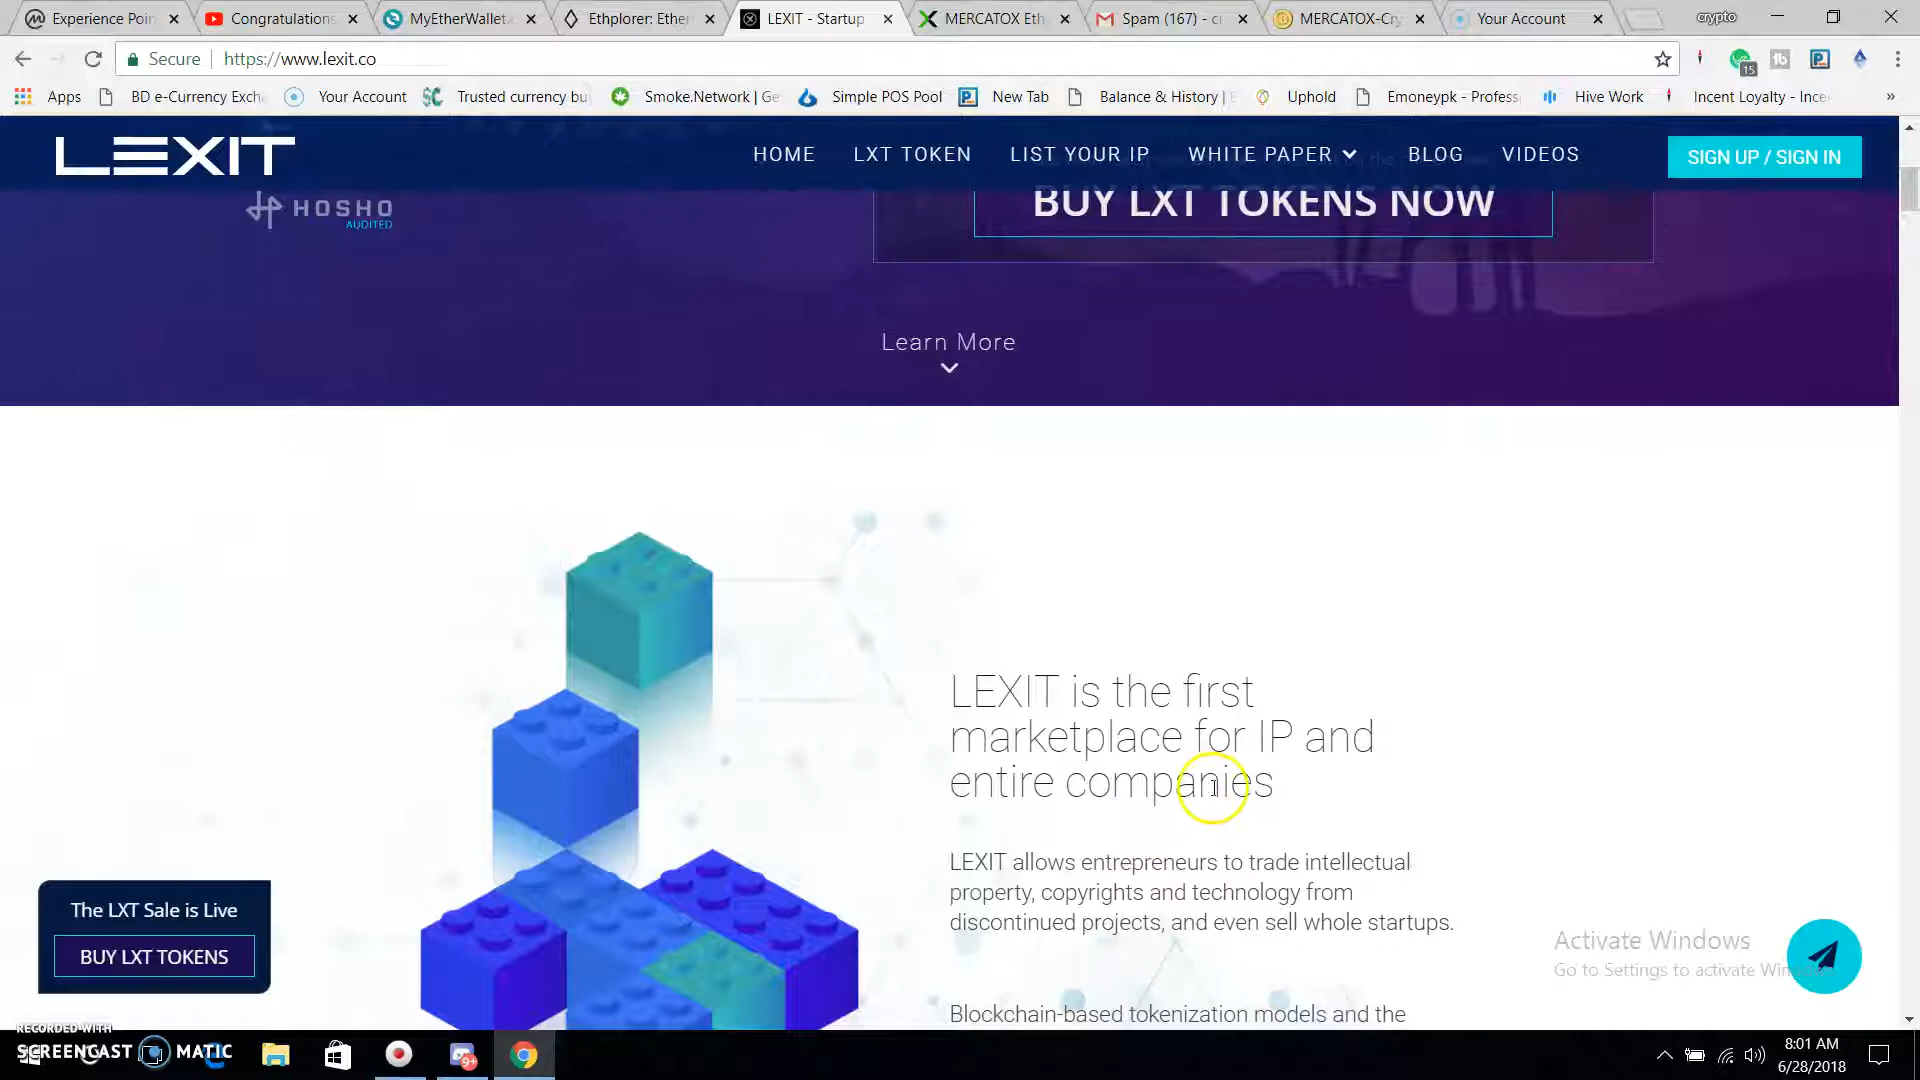 Experience Poin
Congratulations
MyEtherWallet.
Ethplorer: Ether
LEXIT - Startup
MERCATOX Eth
Spam (167) - c
MERCATOX-Cry
Your Account
crypto
Secure
https://www.lexit.co
15
Apps
BD e-Currency Exch
Your Account
Trusted currency bu
Smoke.Network | Ge
Simple POS Pool
New Tab
Balance & History | E
Uphold
Emoneypk - Profess
Hive Work
Incent Loyalty - Ince
»
LEXIT
HOME
LXT TOKEN
LIST YOUR IP
WHITE PAPER
BLOG
VIDEOS
SIGN UP / SIGN IN
HOSHO
AUDITED
BUY LXT TOKENS NOW
Learn More
LEXIT is the first
marketplace for IP and
entire companies
LEXIT allows entrepreneurs to trade intellectual
property, copyrights and technology from
discontinued projects, and even sell whole startups.
Blockchain-based tokenization models and the
The LXT Sale is Live
BUY LXT TOKENS
Activate Windows
Go to Settings to activate Win
RECORDED WITH
SCREENCAST MATIC
9+
8:01 AM
6/28/2018